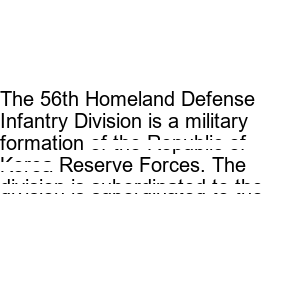 The 56th Homeland Defense
Infantry Division is a military
formation of the Republic of
Korea Reserve Forces. The
division is subordinated to the